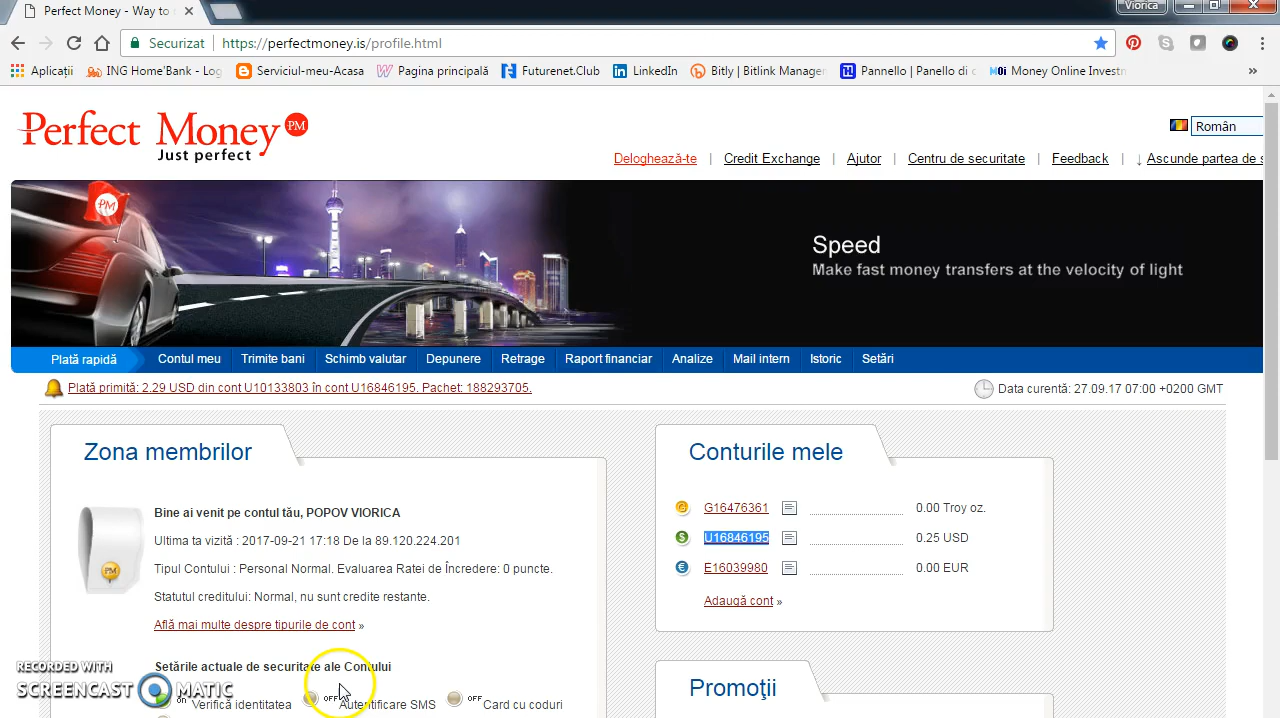 Perfect Money - Way to
Viorica
Securizat
https://perfectmoney.is/profile.html
Aplicații
ING Home'Bank - Log
Serviciul-meu-Acasa
Pagina principală
Futurenet.Club
LinkedIn
Bitly | Bitlink Manager
Pannello | Panello di c
Money Online Investm
»
Perfect Money PM
Just perfect
Român
Deloghează-te | Credit Exchange | Ajutor | Centru de securitate | Feedback | ↓ Ascunde partea de s
PM
Speed
Make fast money transfers at the velocity of light
Plată rapidă
Contul meu
Trimite bani
Schimb valutar
Depunere
Retrage
Raport financiar
Analize
Mail intern
Istoric
Setări
Plată primită: 2.29 USD din cont U10133803 în cont U16846195. Pachet: 188293705.
Data curentă: 27.09.17 07:00 +0200 GMT
Zona membrilor
PM
Bine ai venit pe contul tău, POPOV VIORICA
Ultima ta vizită : 2017-09-21 17:18 De la 89.120.224.201
Tipul Contului : Personal Normal. Evaluarea Ratei de Încredere: 0 puncte.
Statutul creditului: Normal, nu sunt credite restante.
Află mai multe despre tipurile de cont »
Setările actuale de securitate ale Contului
ON Verifică identitatea
OFF Autentificare SMS
OFF Card cu coduri
Conturile mele
G16476361 0.00 Troy oz.
U16846195 0.25 USD
E16039980 0.00 EUR
Adaugă cont »
Promoţii
RECORDED WITH
SCREENCAST MATIC